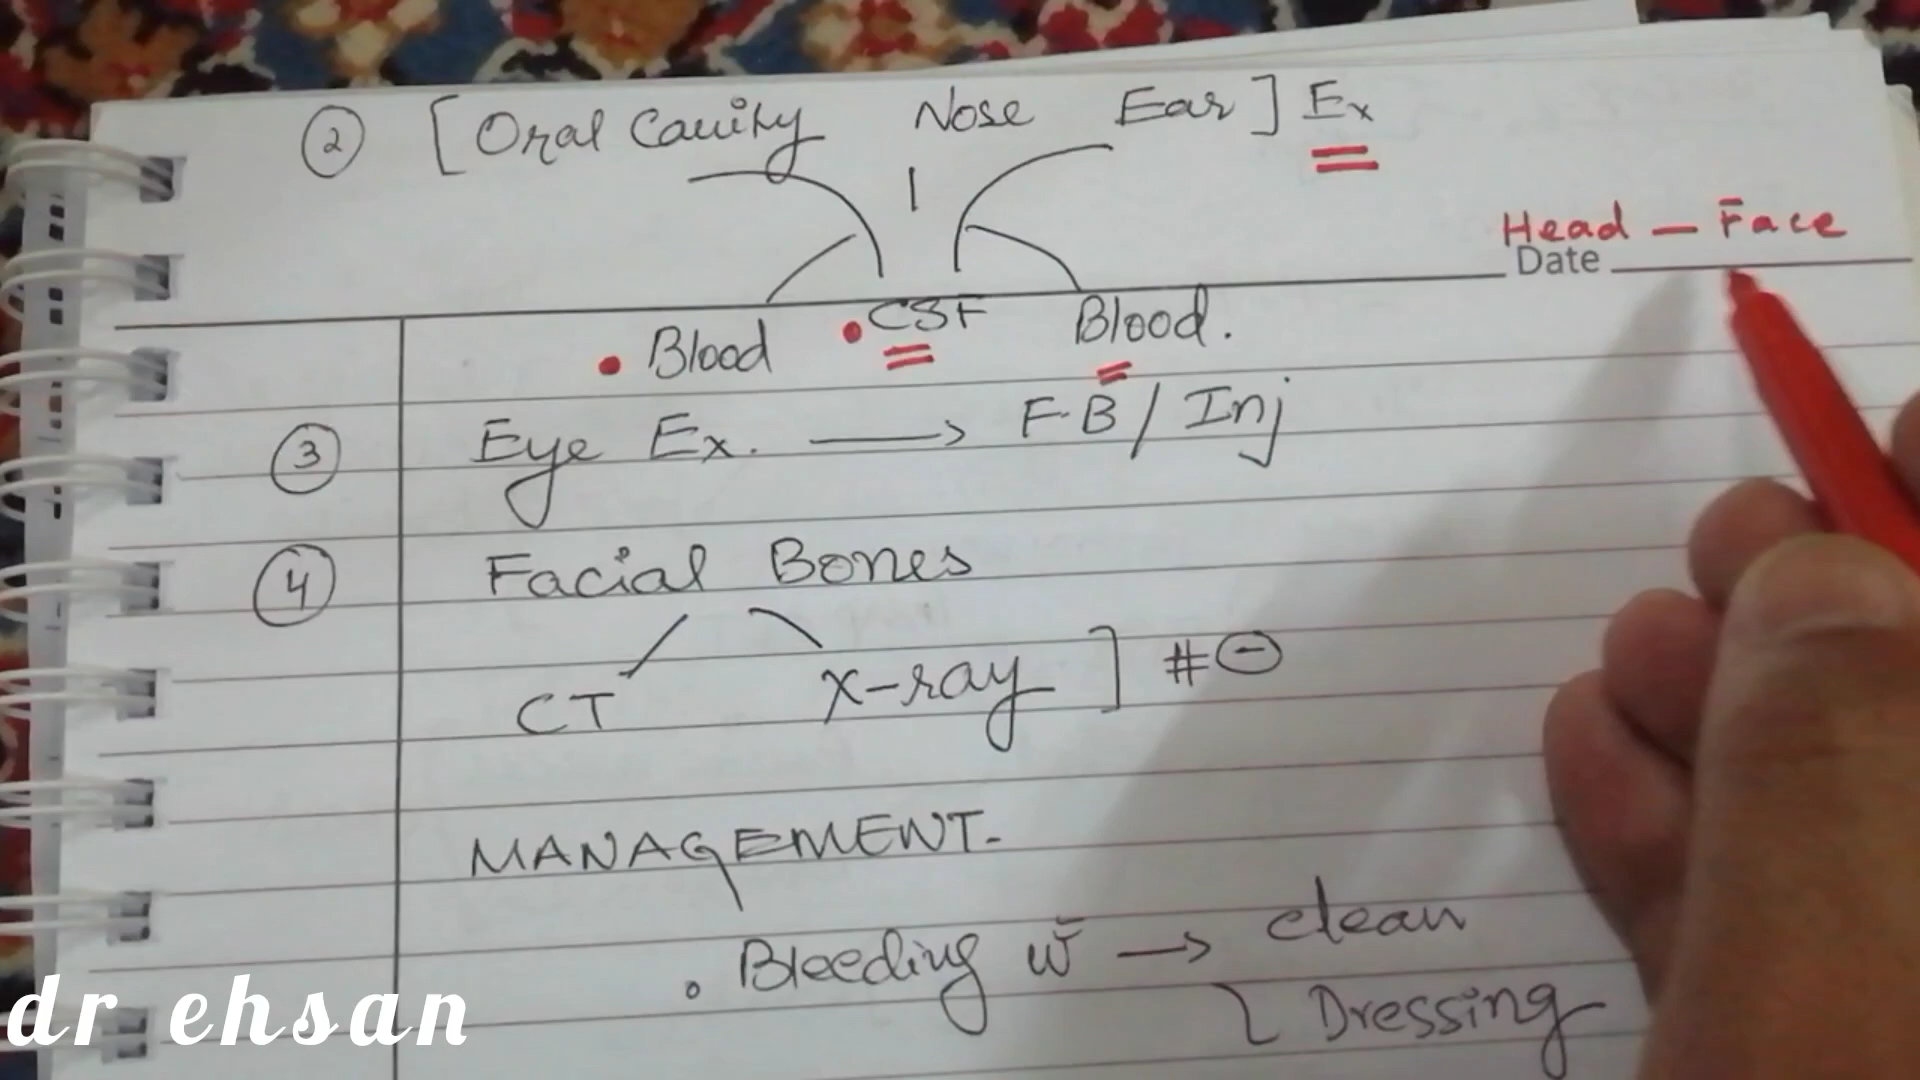 ② [Oral Cavity Nose Ear] Ex
Head - Face
Date
• Blood • CSF Blood.
③ Eye Ex. → F.B / Inj
④ Facial Bones
CT X-ray ] # ⊖
MANAGEMENT-
• Bleeding w̄ → clean
Dressing
dr ehsan